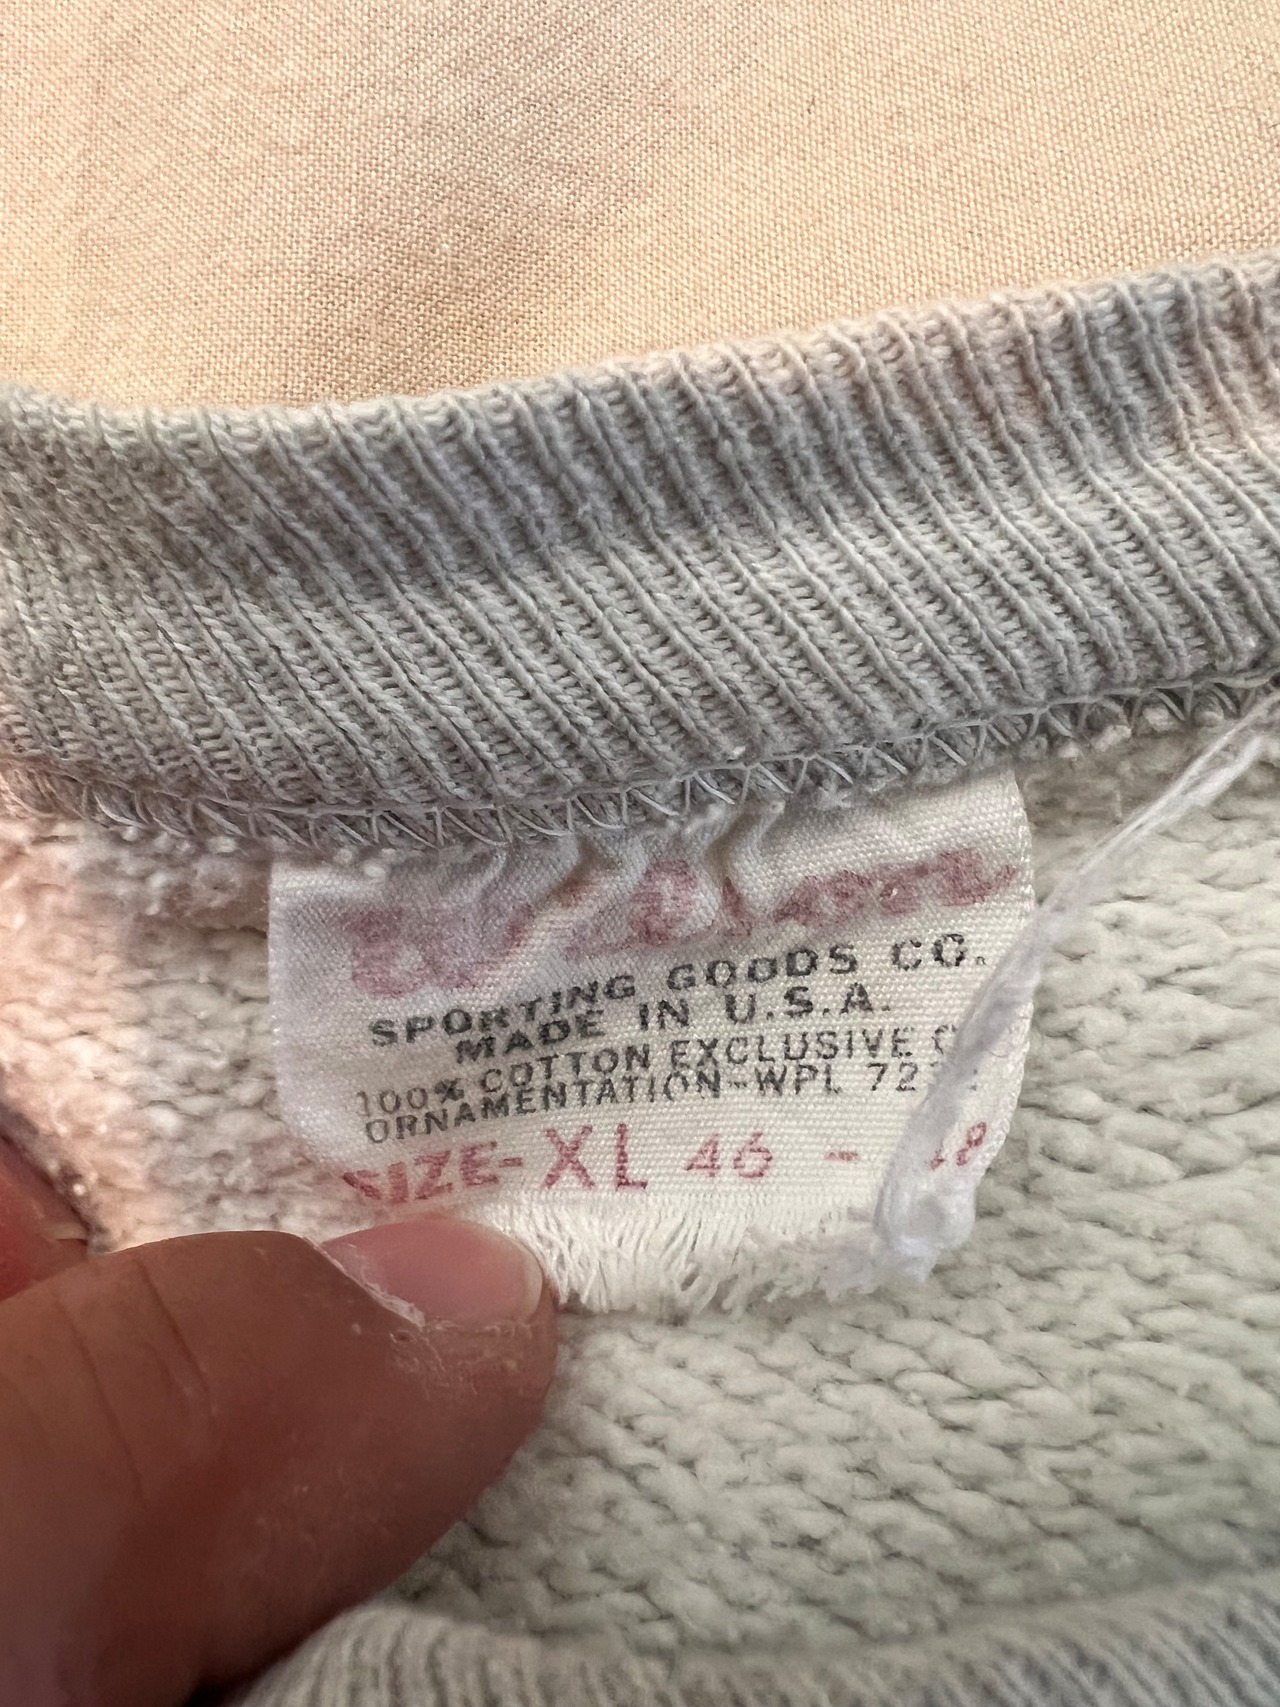 SPORTING GOODS CO.
MADE IN U.S.A.
100% COTTON EXCLUSIVE
ORNAMENTATION-WPL
SIZE-XL 46 -